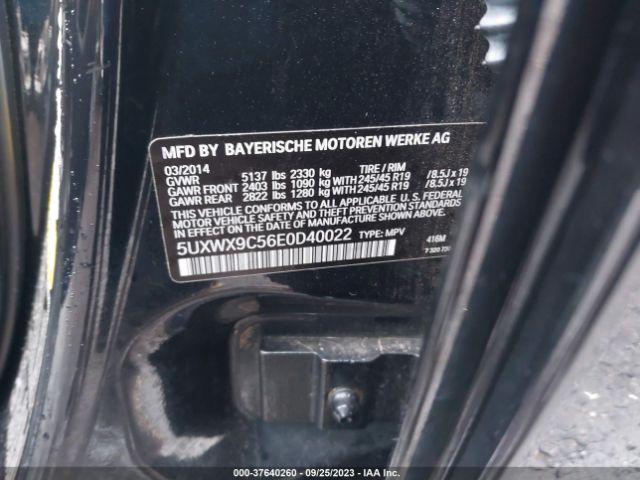 MFD BY BAYERISCHE MOTOREN WERKE AG
03/2014 TIRE / RIM
GVWR 5137 lbs 2330 kg
GAWR FRONT 2403 lbs 1090 kg WITH 245/45 R19 /8.5J x 19
GAWR REAR 2822 lbs 1280 kg WITH 245/45 R19 /8.5J x 19
THIS VEHICLE CONFORMS TO ALL APPLICABLE FEDERAL
MOTOR VEHICLE SAFETY, BUMPER, AND THEFT PREVENTION
STANDARDS IN EFFECT ON THE DATE OF MANUFACTURE SHOWN ABOVE.
5UXWX9C56E0D40022 TYPE: MPV 416M
7 320
000-37640260 - 09/25/2023 - IAA Inc.